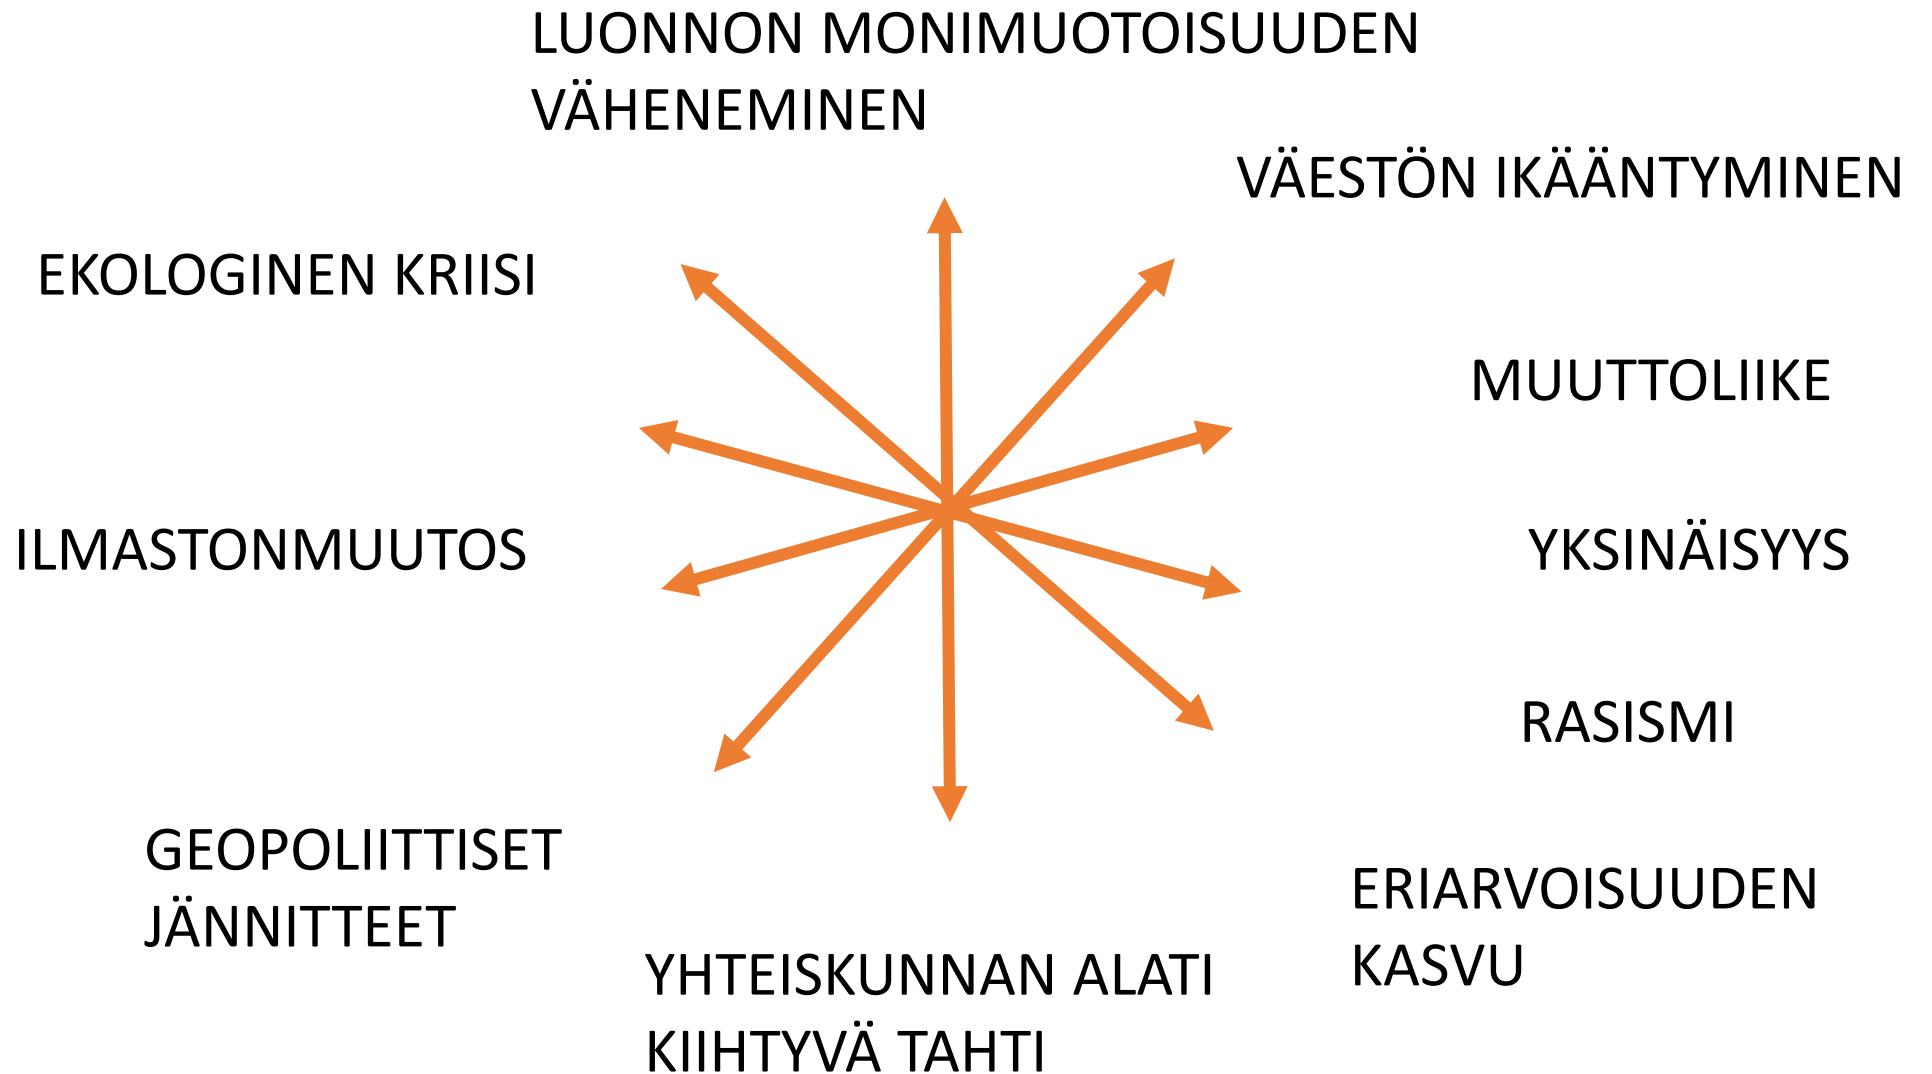 LUONNON MONIMUOTOISUUDEN
VÄHENEMINEN
VÄESTÖN IKÄÄNTYMINEN
EKOLOGINEN KRIISI
MUUTTOLIIKE
ILMASTONMUUTOS
YKSINÄISYYS
RASISMI
GEOPOLIITTISET
JÄNNITTEET
ERIARVOISUUDEN
KASVU
YHTEISKUNNAN ALATI
KIIHTYVÄ TAHTI